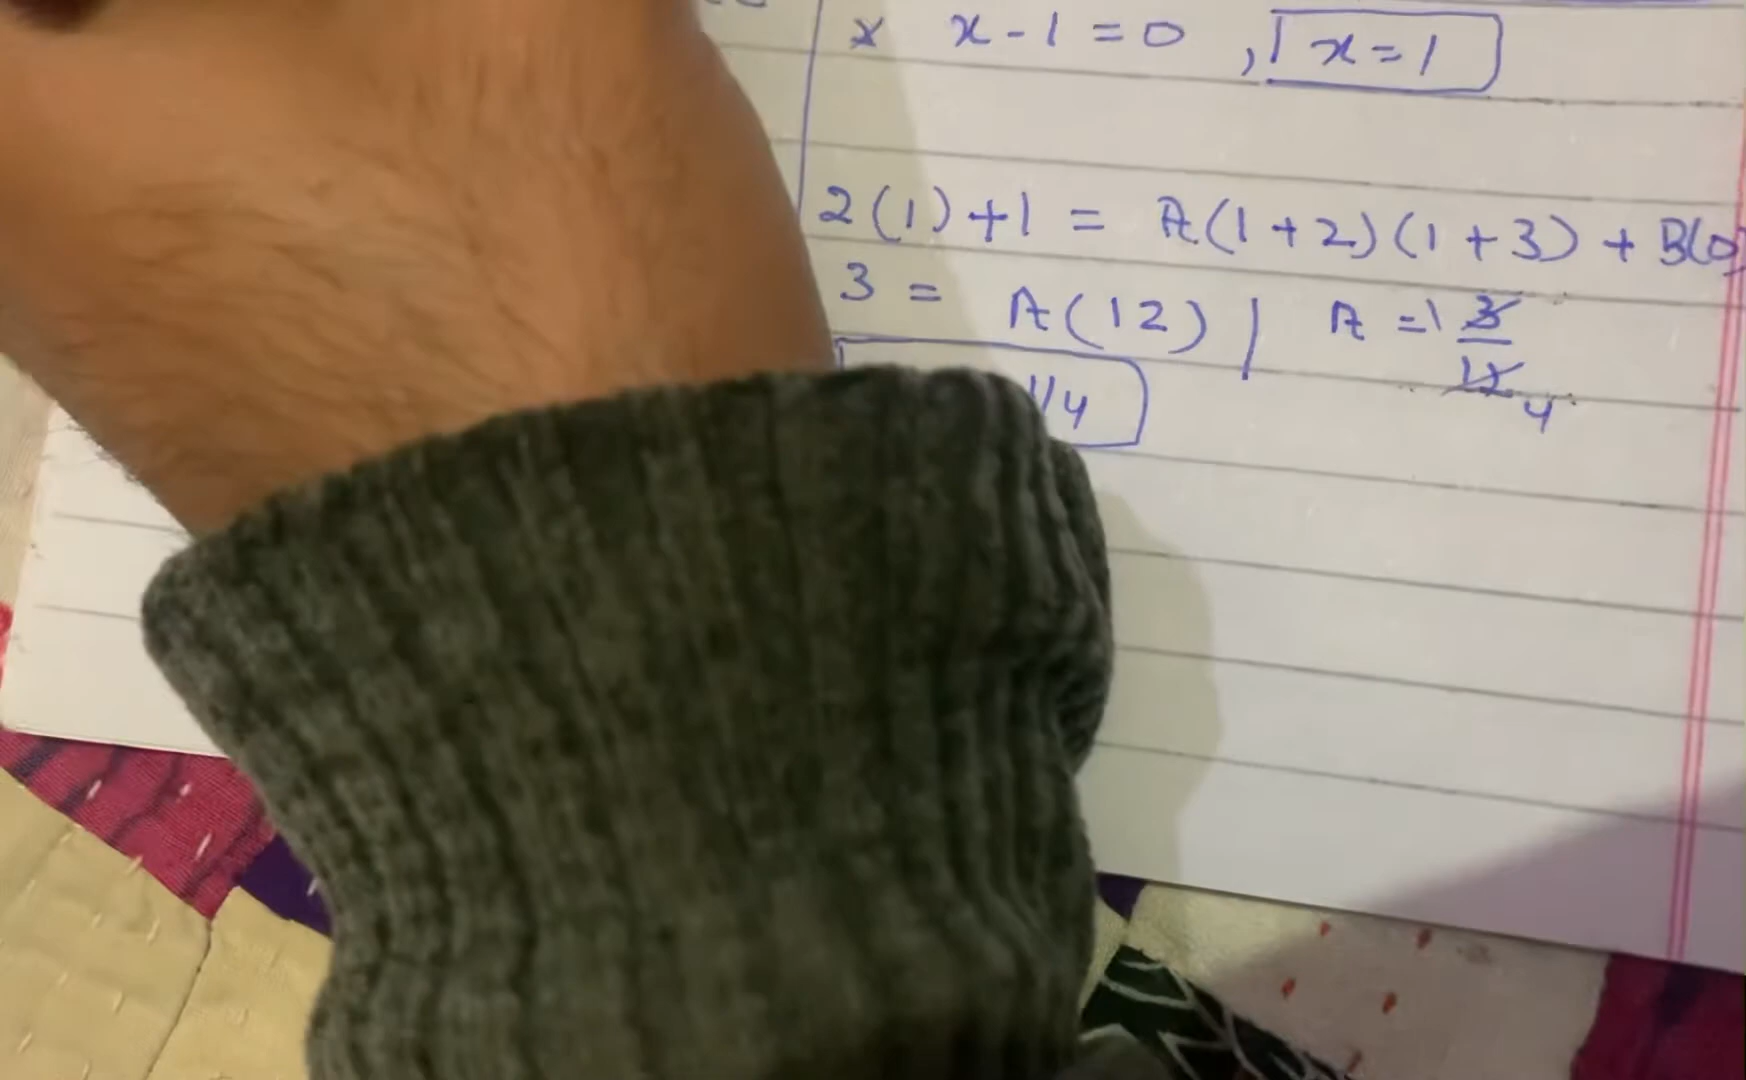 x x - 1 = 0 , x = 1
2(1) + 1 = A(1 + 2)(1 + 3) + B(0)
3 = A(12) | A = 1 3/12 4
1/4